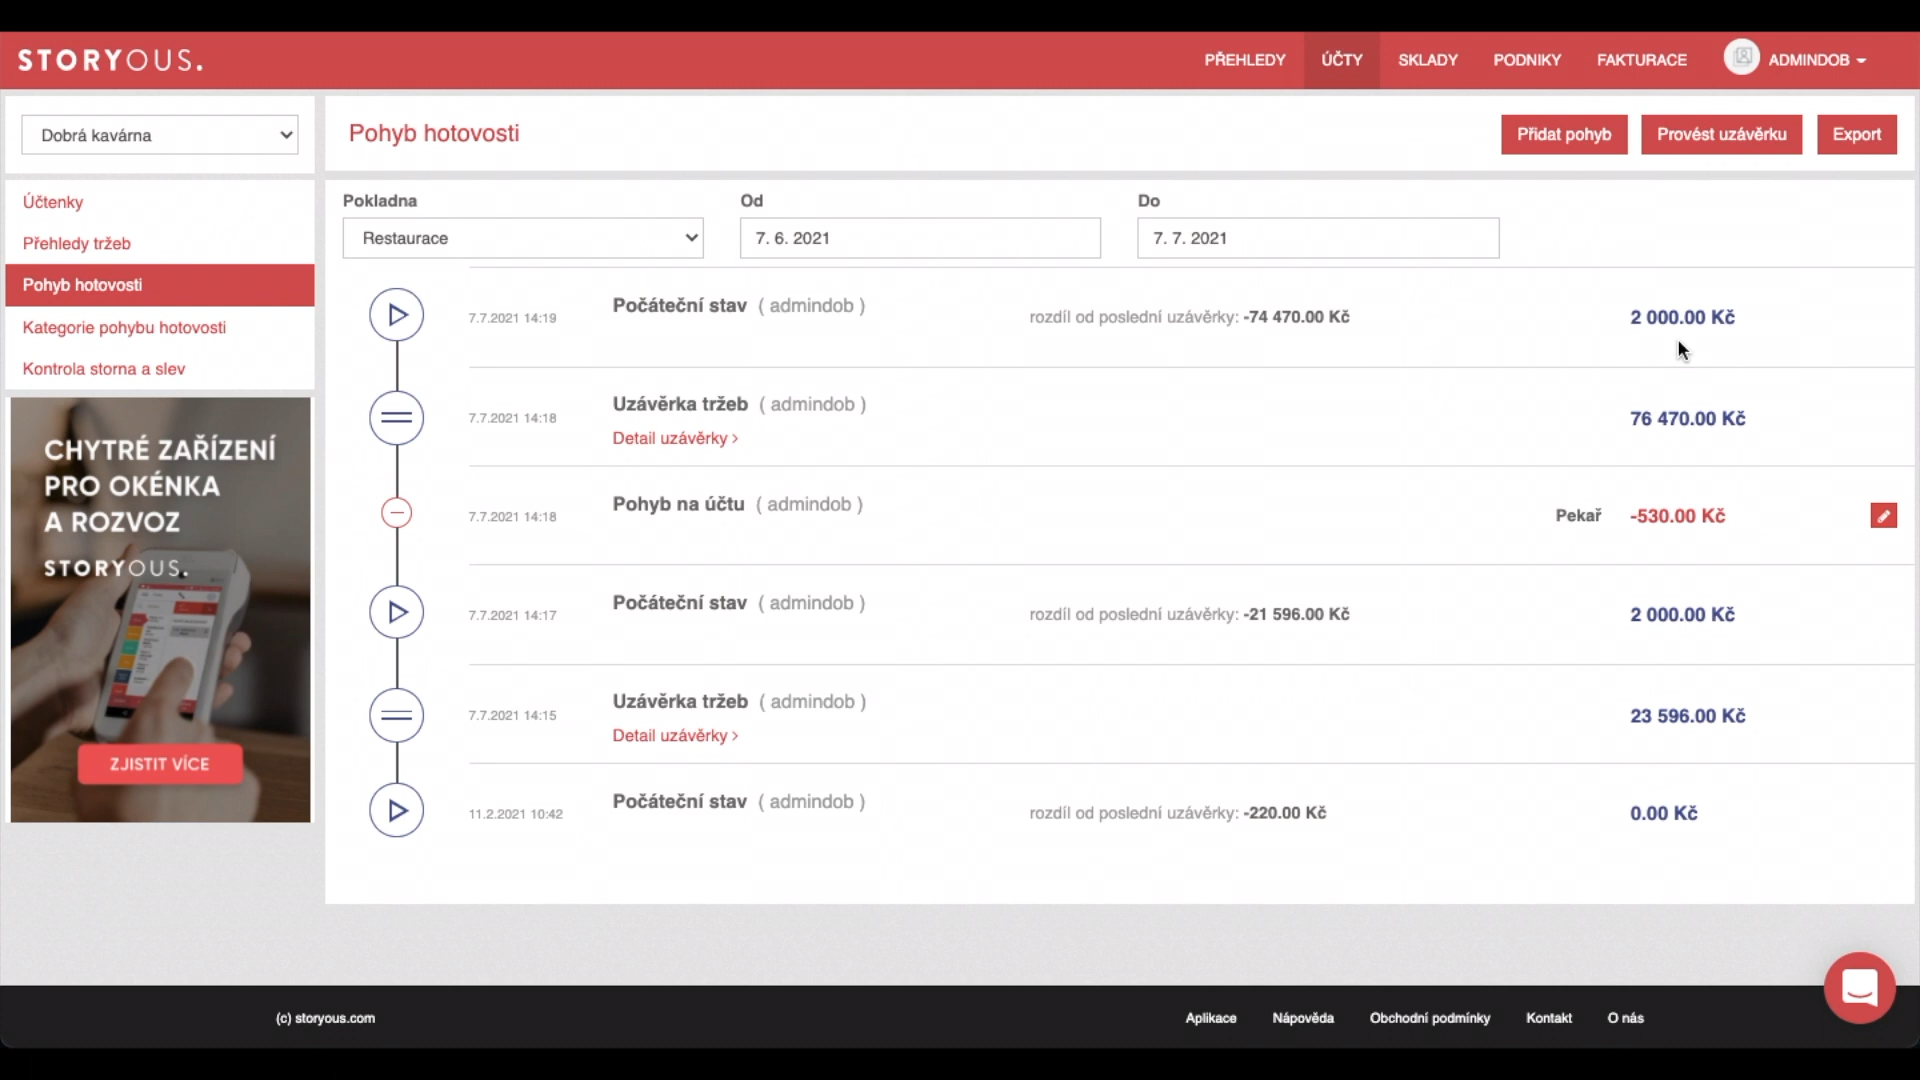 STORYOUS.
PŘEHLEDY ÚČTY SKLADY PODNIKY FAKTURACE ADMINDOB
Dobrá kavárna
Účtenky
Přehledy tržeb
Pohyb hotovosti
Kategorie pohybu hotovosti
Kontrola storna a slev
CHYTRÉ ZAŘÍZENÍ
PRO OKÉNKA
A ROZVOZ
STORYOUS.
ZJISTIT VÍCE
Pohyb hotovosti
Přidat pohyb Provést uzávěrku Export
Pokladna Od Do
Restaurace 7. 6. 2021 7. 7. 2021
7.7.2021 14:19 Počáteční stav ( admindob ) rozdíl od poslední uzávěrky: -74 470.00 Kč 2 000.00 Kč
7.7.2021 14:18 Uzávěrka tržeb ( admindob ) 76 470.00 Kč
Detail uzávěrky ›
7.7.2021 14:18 Pohyb na účtu ( admindob ) Pekař -530.00 Kč
7.7.2021 14:17 Počáteční stav ( admindob ) rozdíl od poslední uzávěrky: -21 596.00 Kč 2 000.00 Kč
7.7.2021 14:15 Uzávěrka tržeb ( admindob ) 23 596.00 Kč
Detail uzávěrky ›
11.2.2021 10:42 Počáteční stav ( admindob ) rozdíl od poslední uzávěrky: -220.00 Kč 0.00 Kč
(c) storyous.com Aplikace Nápověda Obchodní podmínky Kontakt O nás